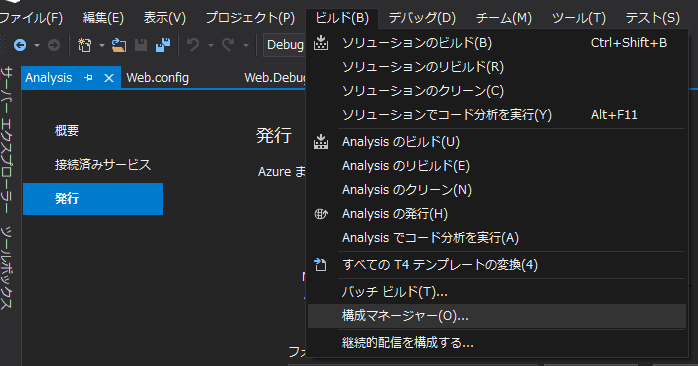 ファイル(F) 編集(E) 表示(V) プロジェクト(P) ビルド(B) デバッグ(D) チーム(M) ツール(T) テスト(S)
Debug
サーバー エクスプローラー ツールボックス
Analysis Web.config Web.Debu
概要
接続済みサービス
発行
発行
Azure ま
ソリューションのビルド(B) Ctrl+Shift+B
ソリューションのリビルド(R)
ソリューションのクリーン(C)
ソリューションでコード分析を実行(Y) Alt+F11
Analysis のビルド(U)
Analysis のリビルド(E)
Analysis のクリーン(N)
Analysis の発行(H)
Analysis でコード分析を実行(A)
すべての T4 テンプレートの変換(4)
バッチ ビルド(T)...
構成マネージャー(O)...
継続的配信を構成する...
フォ